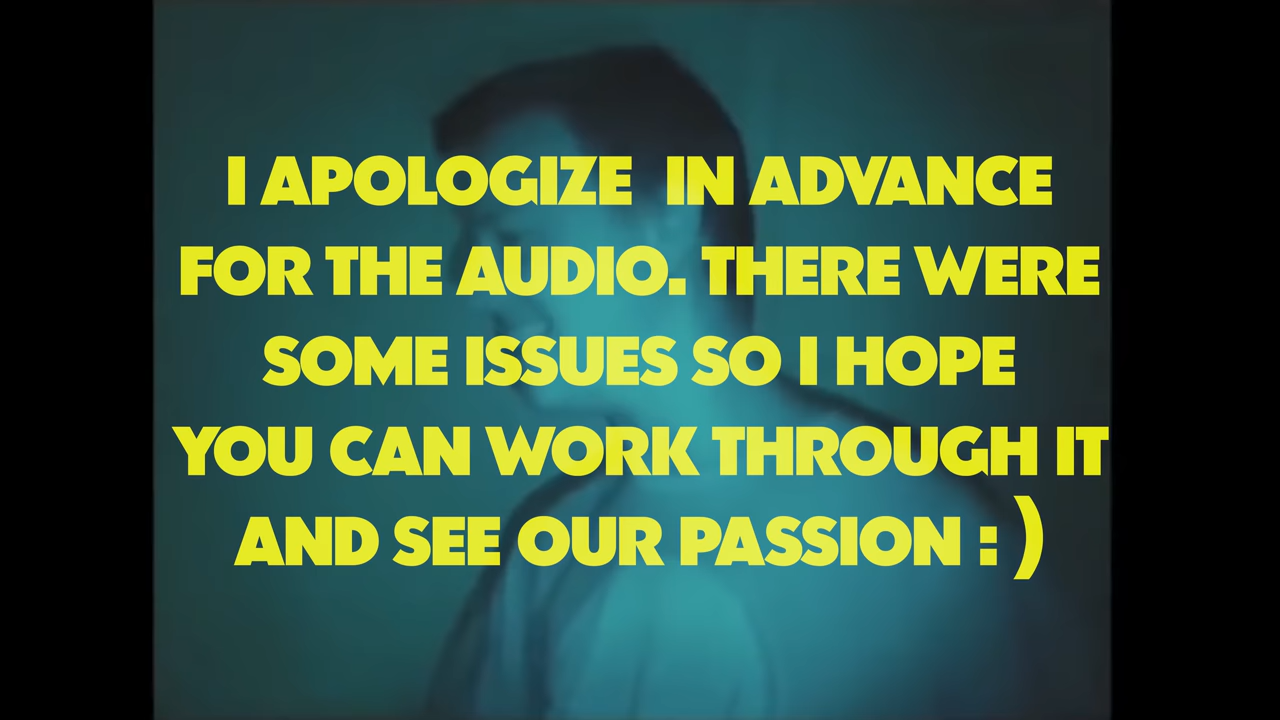 I APOLOGIZE IN ADVANCE
FOR THE AUDIO. THERE WERE
SOME ISSUES SO I HOPE
YOU CAN WORK THROUGH IT
AND SEE OUR PASSION : )